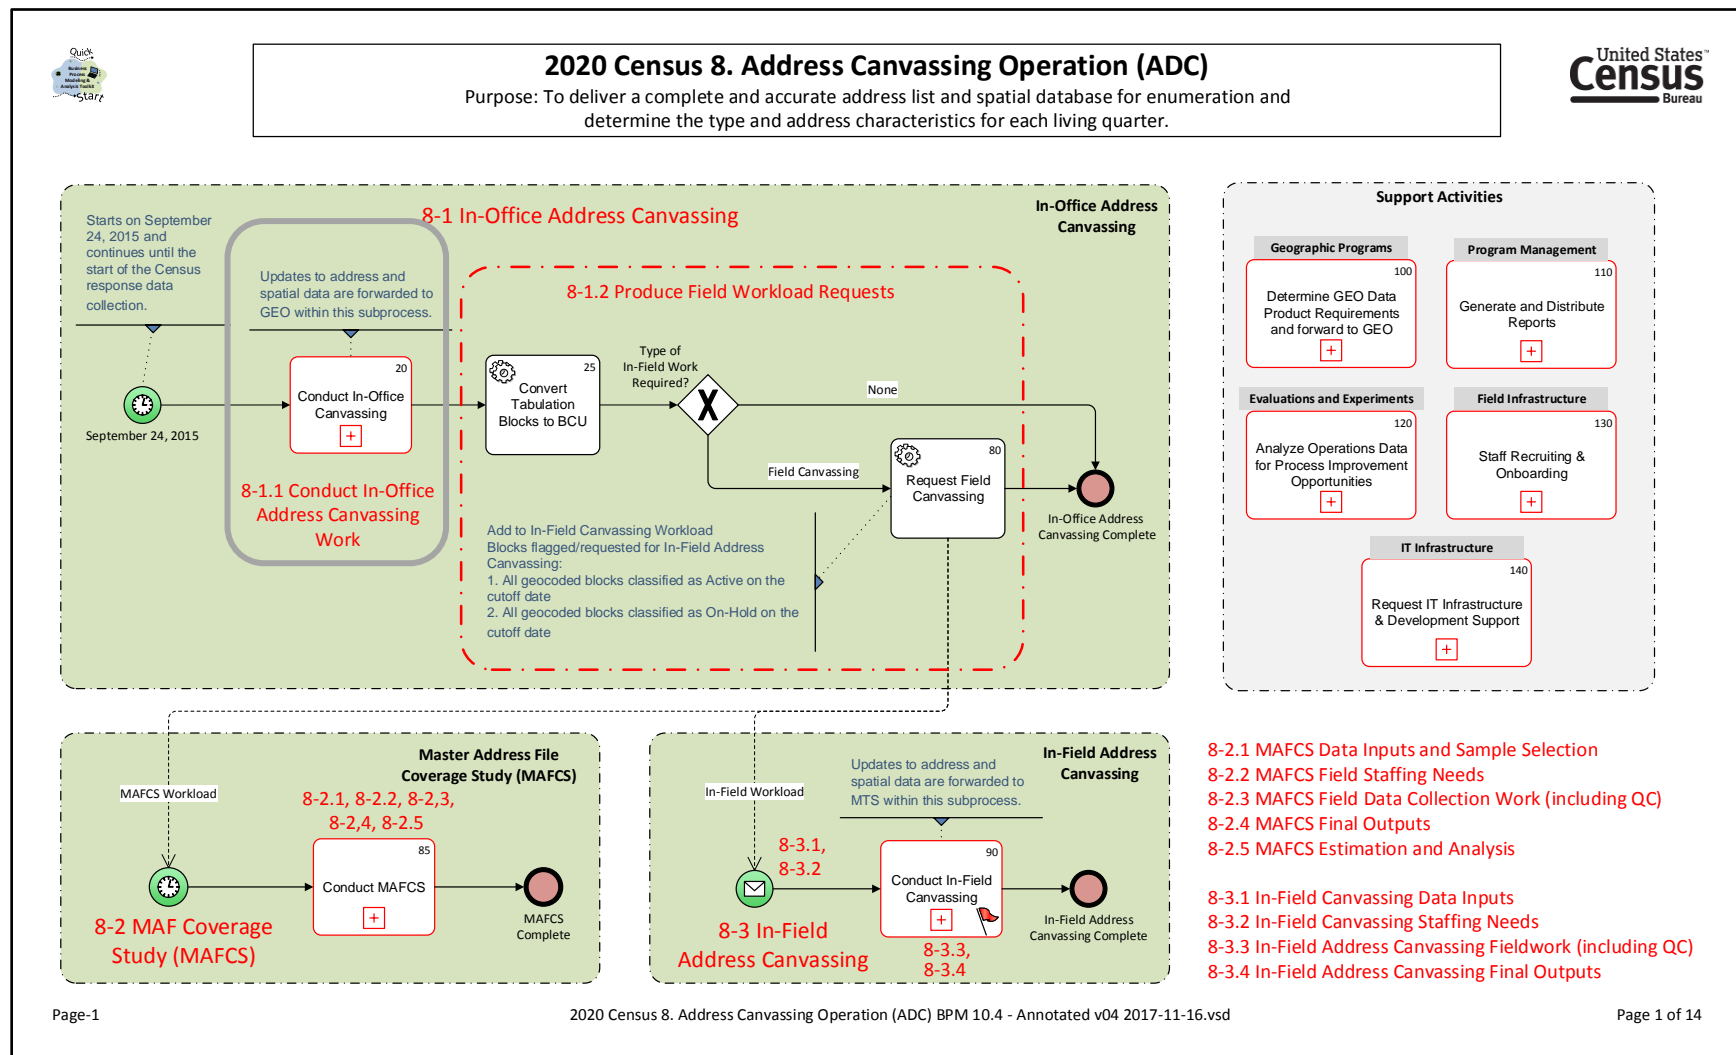 Quick
Business
Process
Modeling &
Analysis Toolkit
Start
2020 Census 8. Address Canvassing Operation (ADC)
Purpose: To deliver a complete and accurate address list and spatial database for enumeration and
determine the type and address characteristics for each living quarter.
United States™
Census
Bureau
8-1 In-Office Address Canvassing
In-Office Address
Canvassing
Starts on September
24, 2015 and
continues until the
start of the Census
response data
collection.
Updates to address and
spatial data are forwarded to
GEO within this subprocess.
8-1.2 Produce Field Workload Requests
September 24, 2015
20
Conduct In-Office
Canvassing
8-1.1 Conduct In-Office
Address Canvassing
Work
25
Convert
Tabulation
Blocks to BCU
Type of
In-Field Work
Required?
X
None
Field Canvassing
80
Request Field
Canvassing
In-Office Address
Canvassing Complete
Add to In-Field Canvassing Workload
Blocks flagged/requested for In-Field Address
Canvassing:
1. All geocoded blocks classified as Active on the
cutoff date
2. All geocoded blocks classified as On-Hold on the
cutoff date
Support Activities
Geographic Programs
100
Determine GEO Data
Product Requirements
and forward to GEO
Program Management
110
Generate and Distribute
Reports
Evaluations and Experiments
120
Analyze Operations Data
for Process Improvement
Opportunities
Field Infrastructure
130
Staff Recruiting &
Onboarding
IT Infrastructure
140
Request IT Infrastructure
& Development Support
Master Address File
Coverage Study (MAFCS)
MAFCS Workload
8-2.1, 8-2.2, 8-2,3,
8-2,4, 8-2.5
85
Conduct MAFCS
MAFCS
Complete
8-2 MAF Coverage
Study (MAFCS)
In-Field Address
Canvassing
Updates to address and
spatial data are forwarded to
MTS within this subprocess.
In-Field Workload
8-3.1,
8-3.2
90
Conduct In-Field
Canvassing
In-Field Address
Canvassing Complete
8-3 In-Field
Address Canvassing
8-3.3,
8-3.4
8-2.1 MAFCS Data Inputs and Sample Selection
8-2.2 MAFCS Field Staffing Needs
8-2.3 MAFCS Field Data Collection Work (including QC)
8-2.4 MAFCS Final Outputs
8-2.5 MAFCS Estimation and Analysis
8-3.1 In-Field Canvassing Data Inputs
8-3.2 In-Field Canvassing Staffing Needs
8-3.3 In-Field Address Canvassing Fieldwork (including QC)
8-3.4 In-Field Address Canvassing Final Outputs
Page-1
2020 Census 8. Address Canvassing Operation (ADC) BPM 10.4 - Annotated v04 2017-11-16.vsd
Page 1 of 14